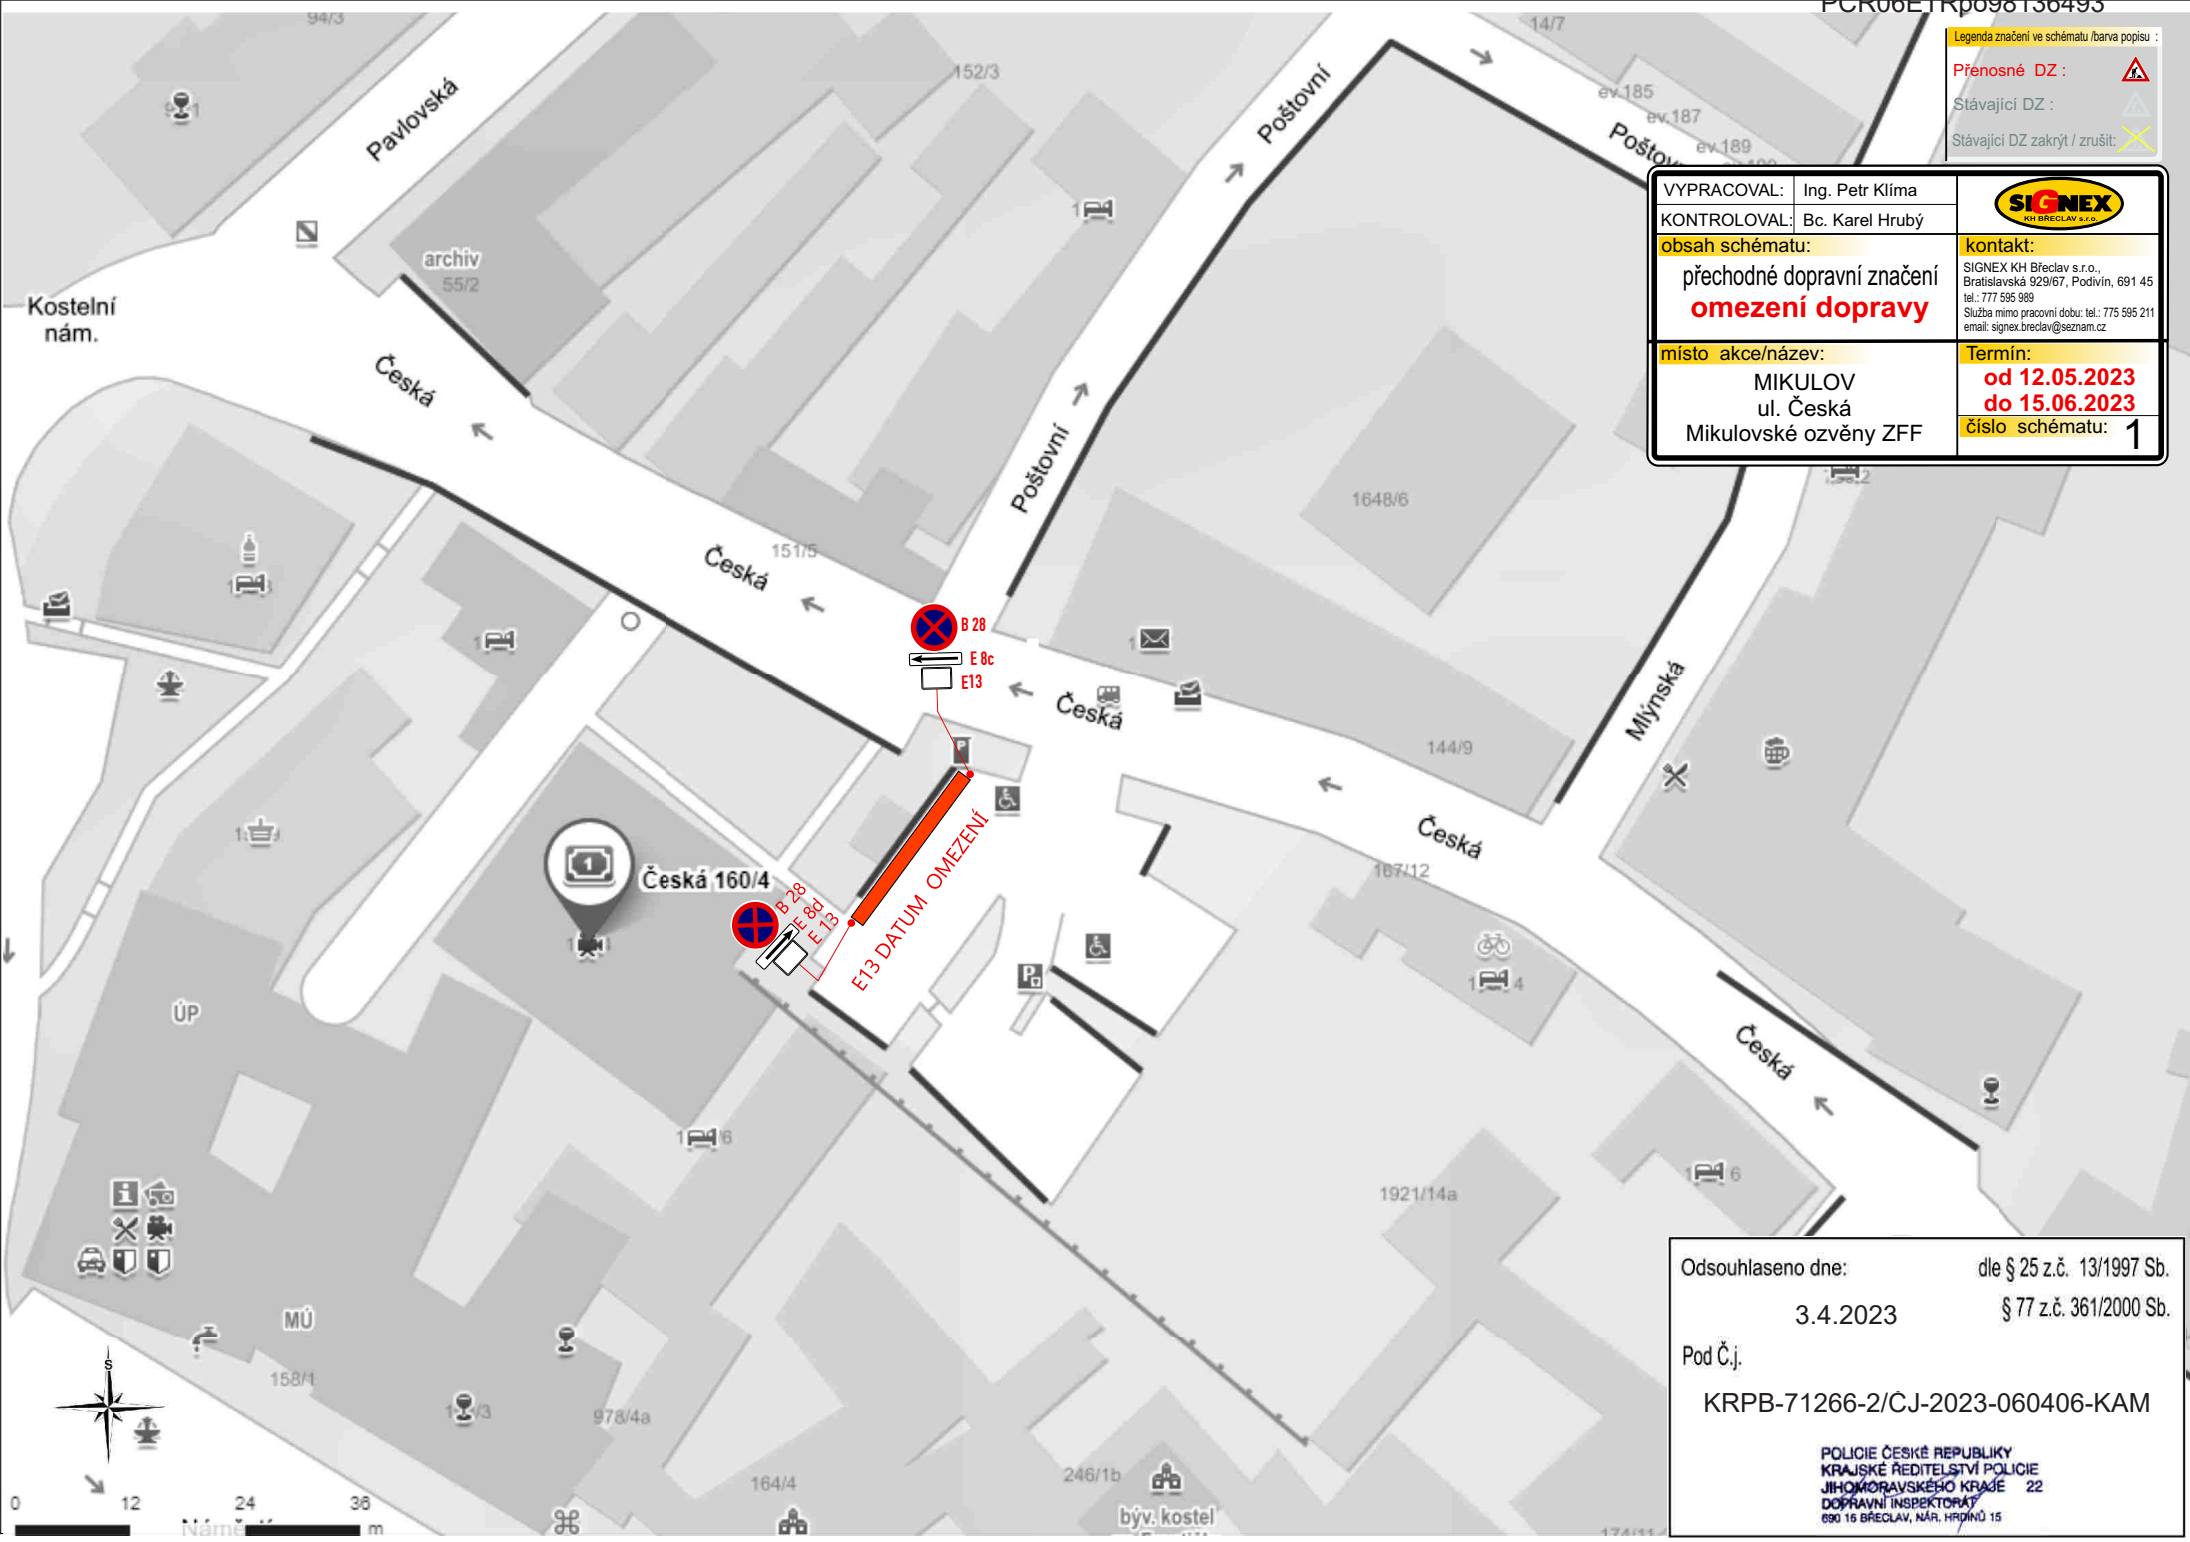 PCR06ETRpo98136493
Legenda značení ve schématu /barva popisu :
Přenosné DZ :
Stávající DZ :
Stávající DZ zakrýt / zrušit:
VYPRACOVAL: Ing. Petr Klíma
KONTROLOVAL: Bc. Karel Hrubý
SIGNEX
KH BŘECLAV s.r.o.
obsah schématu:
přechodné dopravní značení
omezení dopravy
kontakt:
SIGNEX KH Břeclav s.r.o.,
Bratislavská 929/67, Podivín, 691 45
tel.: 777 595 989
Služba mimo pracovní dobu: tel.: 775 595 211
email: signex.breclav@seznam.cz
místo akce/název:
MIKULOV
ul. Česká
Mikulovské ozvěny ZFF
Termín:
od 12.05.2023
do 15.06.2023
číslo schématu: 1
94/3
152/3
14/7
ev.185
ev.187
ev.189
Pavlovská
Poštovní
archiv
55/2
Kostelní
nám.
Česká
Poštovní
1648/6
151/5
Česká
B 28
E 8c
E13
Česká
Mlýnská
144/9
P
Česká
167/12
Česká 160/4
1
B 28
E 8d
E 13
E13 DATUM OMEZENÍ
P
ÚP
Česká
1921/14a
MÚ
158/1
978/4a
164/4
246/1b
býv. kostel
174/11
S
0 12 24 36
m
Odsouhlaseno dne:
dle § 25 z.č. 13/1997 Sb.
3.4.2023
§ 77 z.č. 361/2000 Sb.
Pod Č.j.
KRPB-71266-2/ČJ-2023-060406-KAM
POLICIE ČESKÉ REPUBLIKY
KRAJSKÉ ŘEDITELSTVÍ POLICIE
JIHOMORAVSKÉHO KRAJE 22
DOPRAVNÍ INSPEKTORÁT
690 16 BŘECLAV, NÁR. HRDINŮ 15